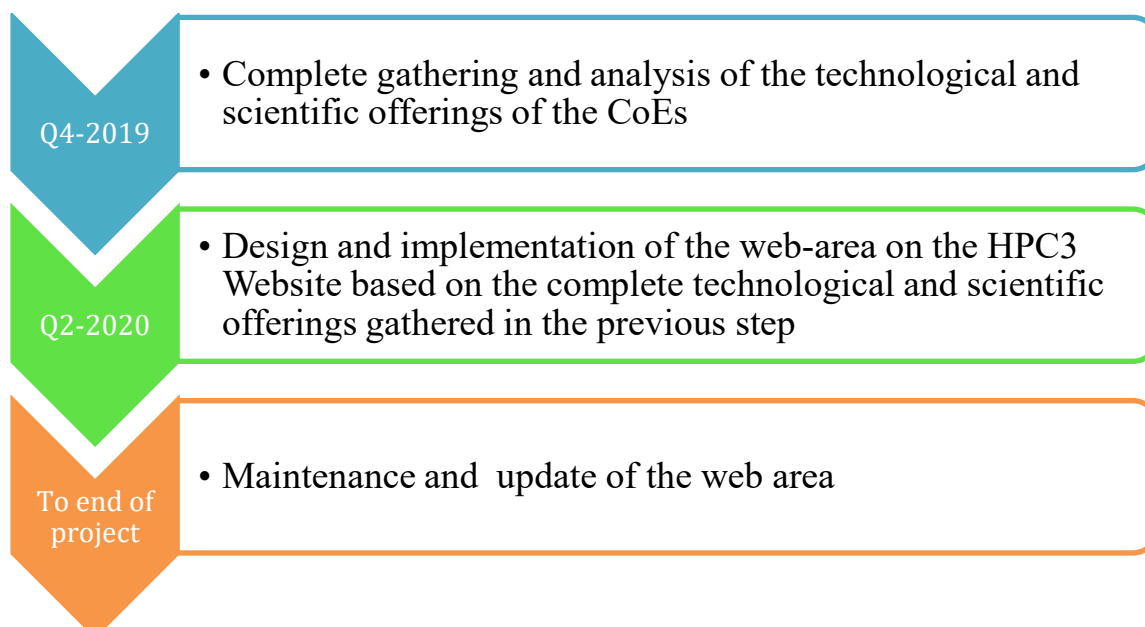 Q4-2019
• Complete gathering and analysis of the technological and
scientific offerings of the CoEs
Q2-2020
• Design and implementation of the web-area on the HPC3
Website based on the complete technological and scientific
offerings gathered in the previous step
To end of
project
• Maintenance and  update of the web area